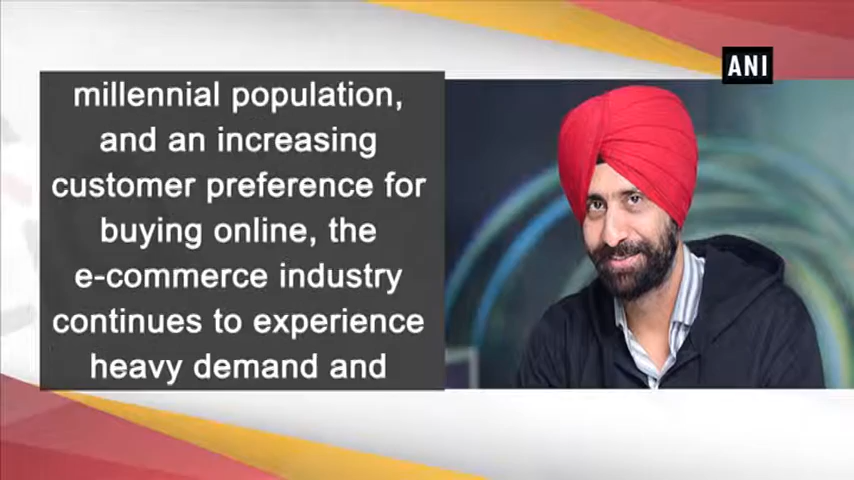 ANI
millennial population,
and an increasing
customer preference for
buying online, the
e-commerce industry
continues to experience
heavy demand and